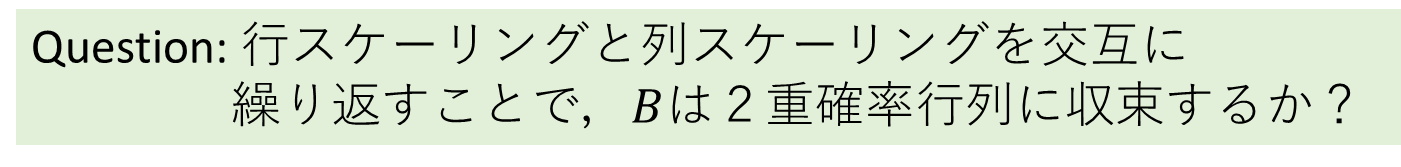 Question: 行スケーリングと列スケーリングを交互に
繰り返すことで，Bは２重確率行列に収束するか？